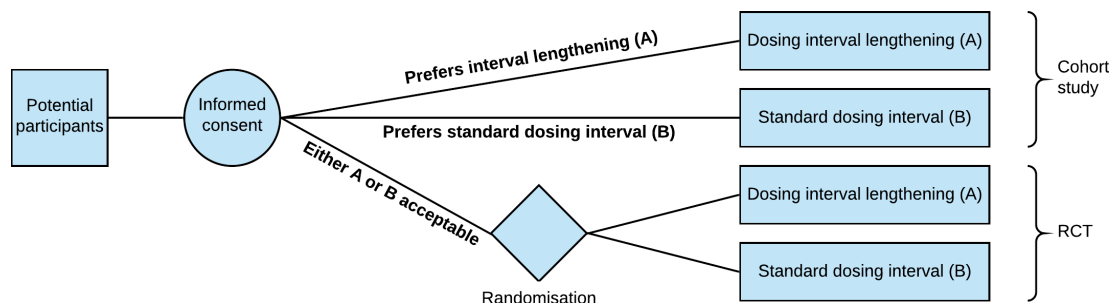 Potential
participants
Informed
consent
Prefers interval lengthening (A)
Prefers standard dosing interval (B)
Either A or B acceptable
Randomisation
Dosing interval lengthening (A)
Standard dosing interval (B)
Cohort
study
Dosing interval lengthening (A)
Standard dosing interval (B)
RCT